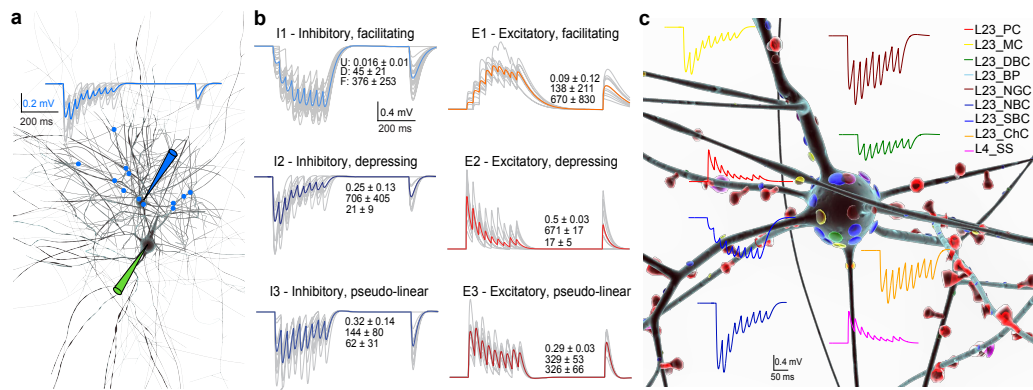 a
0.2 mV
200 ms
b
I1 - Inhibitory, facilitating
U: 0.016 ± 0.01
D: 45 ± 21
F: 376 ± 253
0.4 mV
200 ms
E1 - Excitatory, facilitating
0.09 ± 0.12
138 ± 211
670 ± 830
I2 - Inhibitory, depressing
0.25 ± 0.13
706 ± 405
21 ± 9
E2 - Excitatory, depressing
0.5 ± 0.03
671 ± 17
17 ± 5
I3 - Inhibitory, pseudo-linear
0.32 ± 0.14
144 ± 80
62 ± 31
E3 - Excitatory, pseudo-linear
0.29 ± 0.03
329 ± 53
326 ± 66
c
L23_PC
L23_MC
L23_DBC
L23_BP
L23_NGC
L23_NBC
L23_SBC
L23_ChC
L4_SS
0.4 mV
50 ms